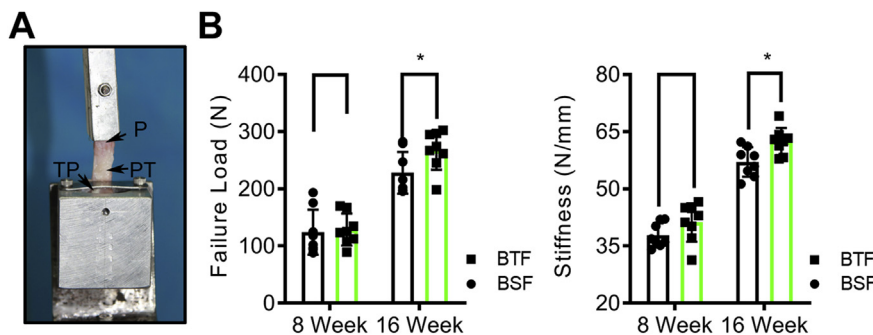 A
P
TP
PT
B
*
400
300
200
100
0
Failure Load (N)
8 Week 16 Week
BTF
BSF
*
80
65
50
35
20
Stiffness (N/mm)
8 Week 16 Week
BTF
BSF